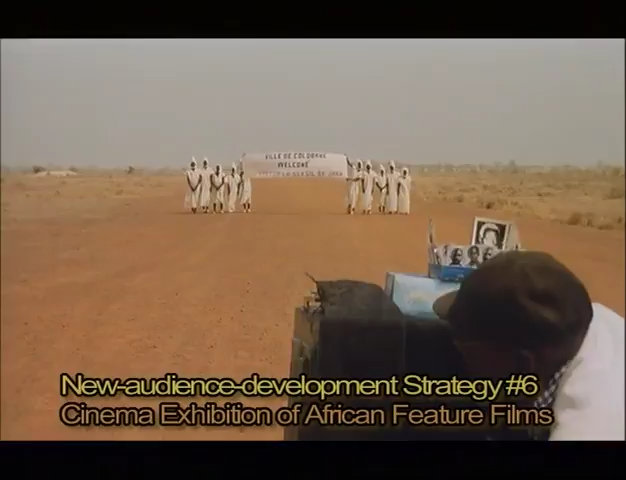 VILLE DE COLOBANE
WELCOME
New-audience-development Strategy #6
Cinema Exhibition of African Feature Films